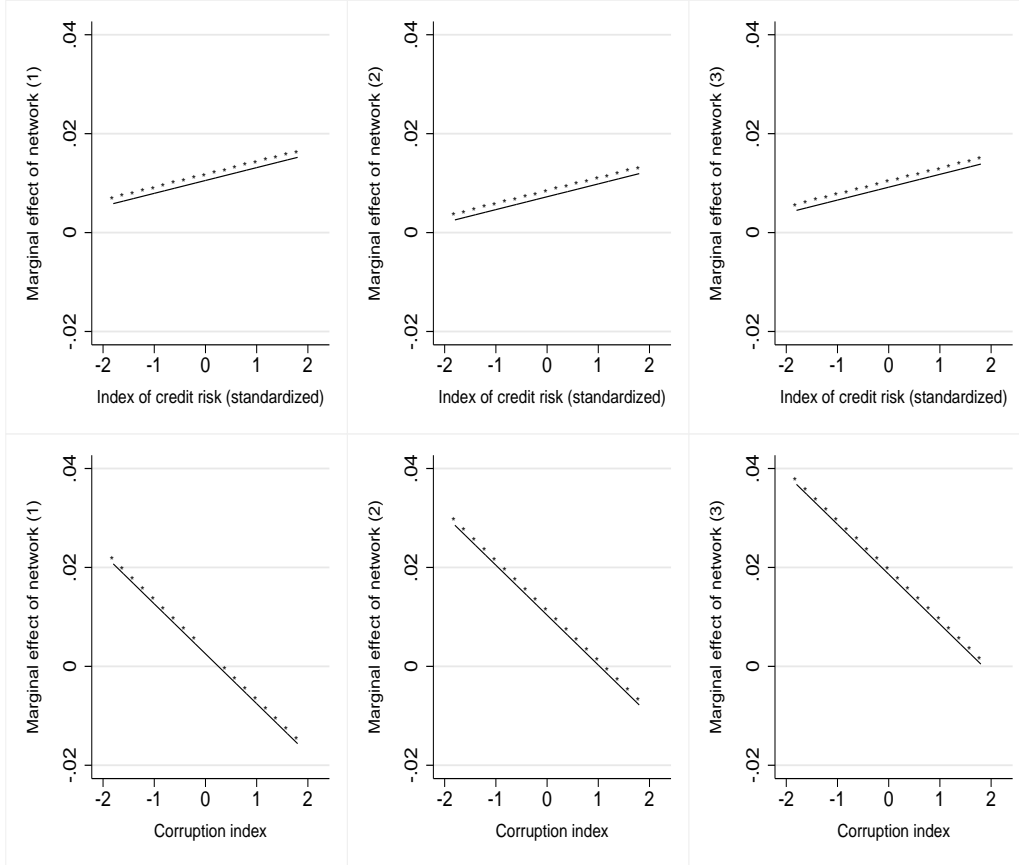 Marginal effect of network (1)
.04
.02
0
-.02
-2 -1 0 1 2
Index of credit risk (standardized)
Marginal effect of network (2)
.04
.02
0
-.02
-2 -1 0 1 2
Index of credit risk (standardized)
Marginal effect of network (3)
.04
.02
0
-.02
-2 -1 0 1 2
Index of credit risk (standardized)
Marginal effect of network (1)
.04
.02
0
-.02
-2 -1 0 1 2
Corruption index
Marginal effect of network (2)
.04
.02
0
-.02
-2 -1 0 1 2
Corruption index
Marginal effect of network (3)
.04
.02
0
-.02
-2 -1 0 1 2
Corruption index